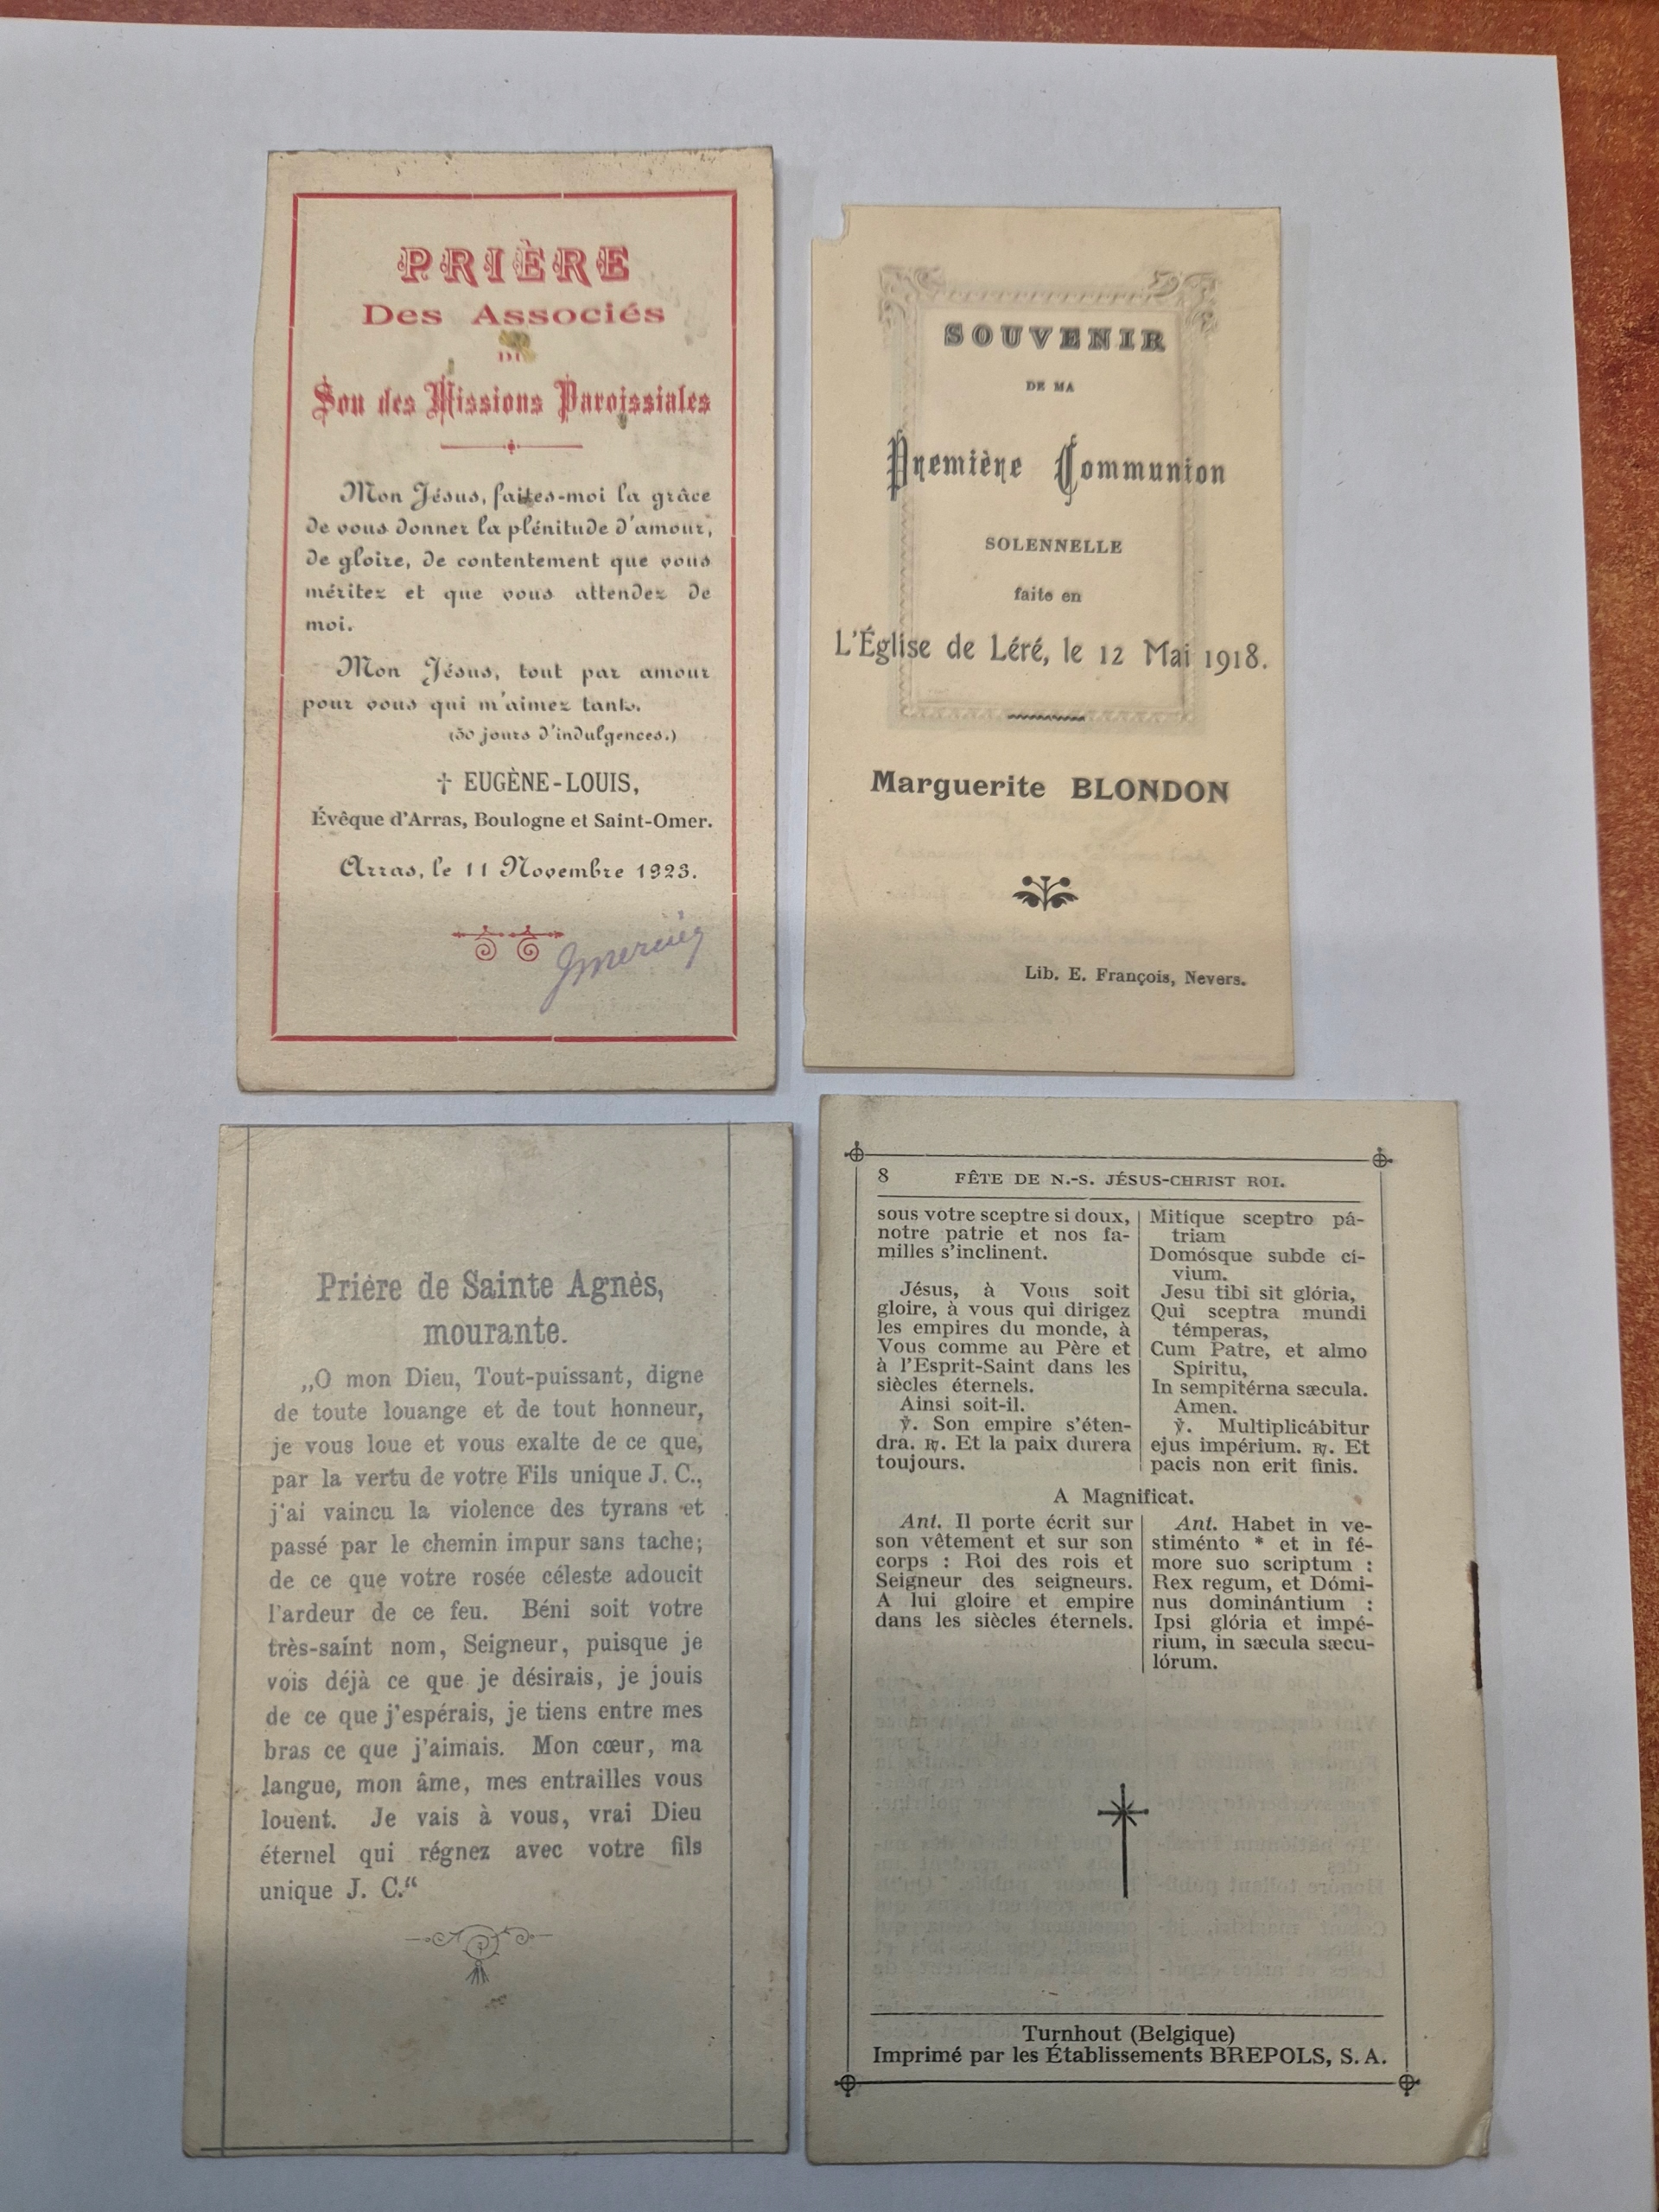 PRIÈRE
Des Associés
DU
Sou des Missions Paroissiales
Mon Jésus, faites-moi la grâce
de vous donner la plénitude d'amour,
de gloire, de contentement que vous
méritez et que vous attendez de
moi.
Mon Jésus, tout par amour
pour vous qui m'aimez tant.
(50 jours d'indulgences.)
† EUGÈNE-LOUIS,
Évêque d'Arras, Boulogne et Saint-Omer.
Arras, le 11 Novembre 1923.
SOUVENIR
DE MA
Première Communion
SOLENNELLE
faite en
L'Église de Léré, le 12 Mai 1918.
Marguerite BLONDON
Lib. E. François, Nevers.
Prière de Sainte Agnès,
mourante.
„O mon Dieu, Tout-puissant, digne
de toute louange et de tout honneur,
je vous loue et vous exalte de ce que,
par la vertu de votre Fils unique J. C.,
j'ai vaincu la violence des tyrans et
passé par le chemin impur sans tache;
de ce que votre rosée céleste adoucit
l'ardeur de ce feu. Béni soit votre
très-saint nom, Seigneur, puisque je
vois déjà ce que je désirais, je jouis
de ce que j'espérais, je tiens entre mes
bras ce que j'aimais. Mon cœur, ma
langue, mon âme, mes entrailles vous
louent. Je vais à vous, vrai Dieu
éternel qui régnez avec votre fils
unique J. C.“
8 FÊTE DE N.-S. JÉSUS-CHRIST ROI.
sous votre sceptre si doux,
notre patrie et nos fa-
milles s'inclinent.
Jésus, à Vous soit
gloire, à vous qui dirigez
les empires du monde, à
Vous comme au Père et
à l'Esprit-Saint dans les
siècles éternels.
Ainsi soit-il.
℣. Son empire s'éten-
dra. ℟. Et la paix durera
toujours.
Mitíque sceptro pá-
triam
Domósque subde cí-
vium.
Jesu tibi sit glória,
Qui sceptra mundi
témperas,
Cum Patre, et almo
Spíritu,
In sempitérna sæcula.
Amen.
℣. Multiplicábitur
ejus impérium. ℟. Et
pacis non erit finis.
A Magnificat.
Ant. Il porte écrit sur
son vêtement et sur son
corps : Roi des rois et
Seigneur des seigneurs.
A lui gloire et empire
dans les siècles éternels.
Ant. Habet in ve-
stiménto * et in fé-
more suo scriptum :
Rex regum, et Dómi-
nus dominántium :
Ipsi glória et impé-
rium, in sæcula sæcu-
lórum.
Turnhout (Belgique)
Imprimé par les Établissements BREPOLS, S. A.